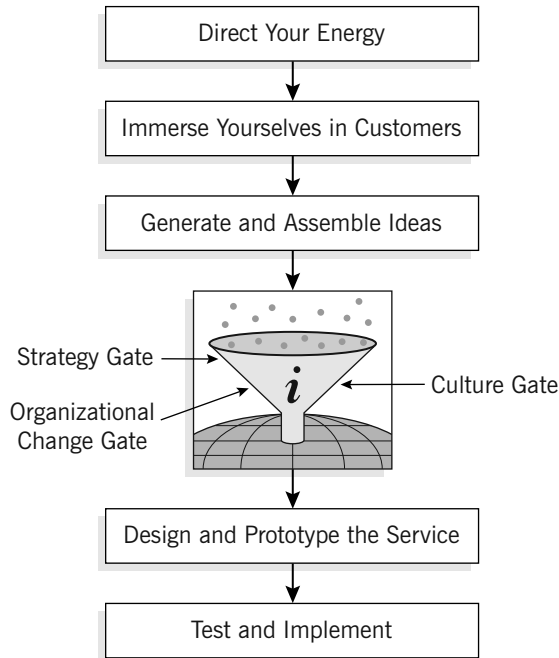 Direct Your Energy
Immerse Yourselves in Customers
Generate and Assemble Ideas
Strategy Gate
Organizational
Change Gate
i
Culture Gate
Design and Prototype the Service
Test and Implement